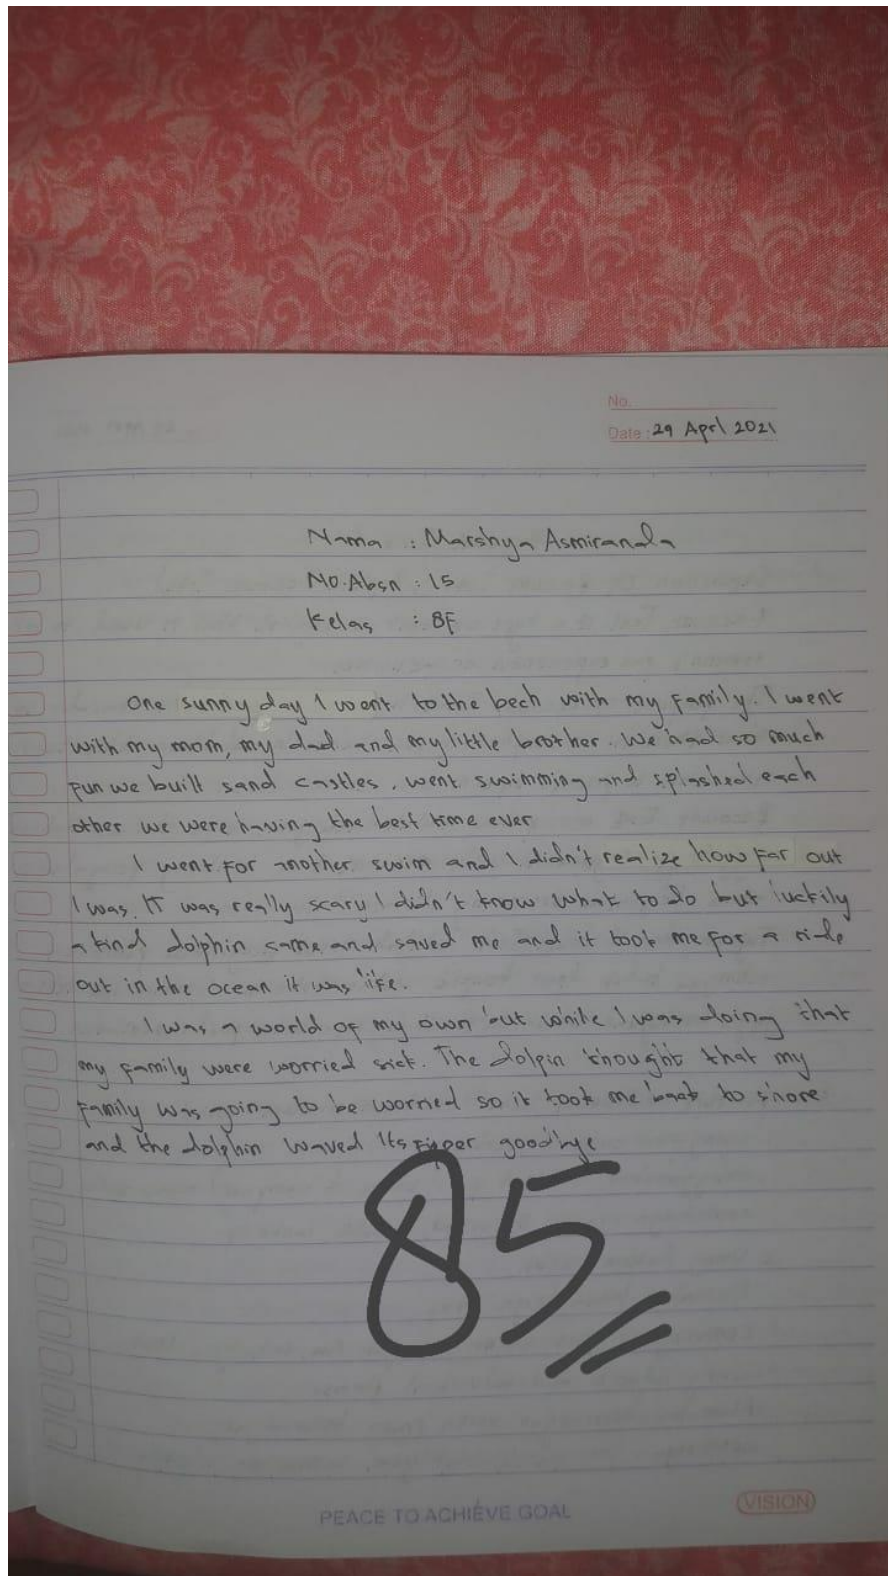 No.
Date : 29 Aprl 2021
Nama : Marshya Asmiranda
No.Absn : 15
Kelas : 8F
One sunny day I went to the bech with my family. I went
with my mom, my dad and my little brother. We had so much
fun we built sand castles, went swimming and splashed each
other we were having the best time ever
I went for another swim and I didn't realize how far out
I was. IT was really scary I didn't know what to do but luckily
a kind dolphin came and saved me and it took me for a ride
out in the ocean it was life.
I was a world of my own but while I was doing that
my family were worried sick. The dolpin thought that my
family was going to be worried so it took me back to shore
and the dolphin waved its goodbye
85
PEACE TO ACHIEVE GOAL
VISION